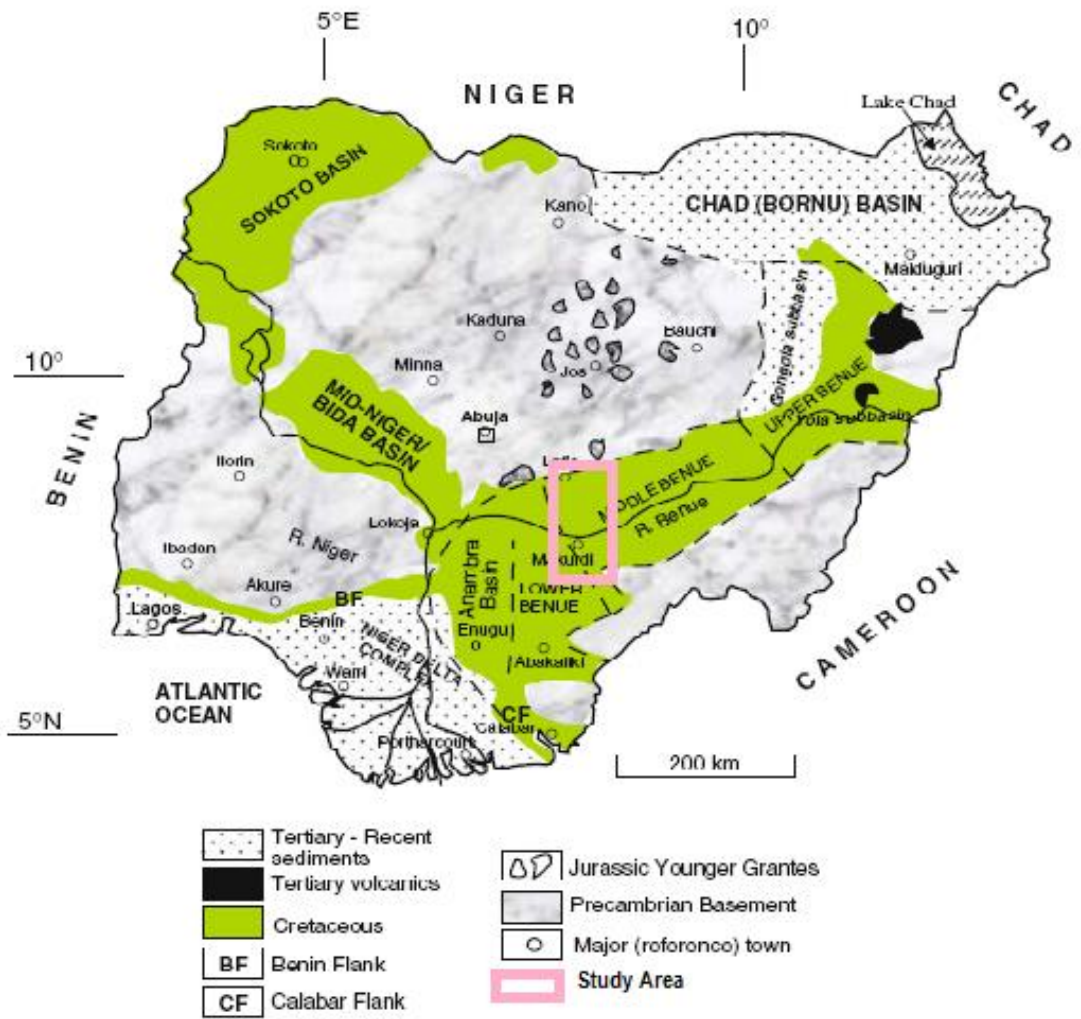 5°E
10°
NIGER
CHAD
Lake Chad
Sokoto
SOKOTO BASIN
CHAD (BORNU) BASIN
Kano
Maiduguri
Kaduna
Bauchi
Gongola subbasin
10°
Minna
Jos
UPPER BENUE
Yola subbasin
Abuja
MID-NIGER/
BIDA BASIN
BENIN
Ilorin
Lafia
MIDDLE BENUE
R. Benue
Lokoja
R. Niger
Makurdi
Ibadan
Anambra
Basin
LOWER
BENUE
CAMEROON
Akure
BF
Lagos
Benin
Enugu
NIGER DELTA
COMPLEX
Abakaliki
Warri
ATLANTIC
OCEAN
5°N
CF
Calabar
Portharcourt
200 km
Tertiary - Recent
sediments
Tertiary volcanics
Cretaceous
BF Benin Flank
CF Calabar Flank
Jurassic Younger Grantes
Precambrian Basement
Major (roforonco) town
Study Area